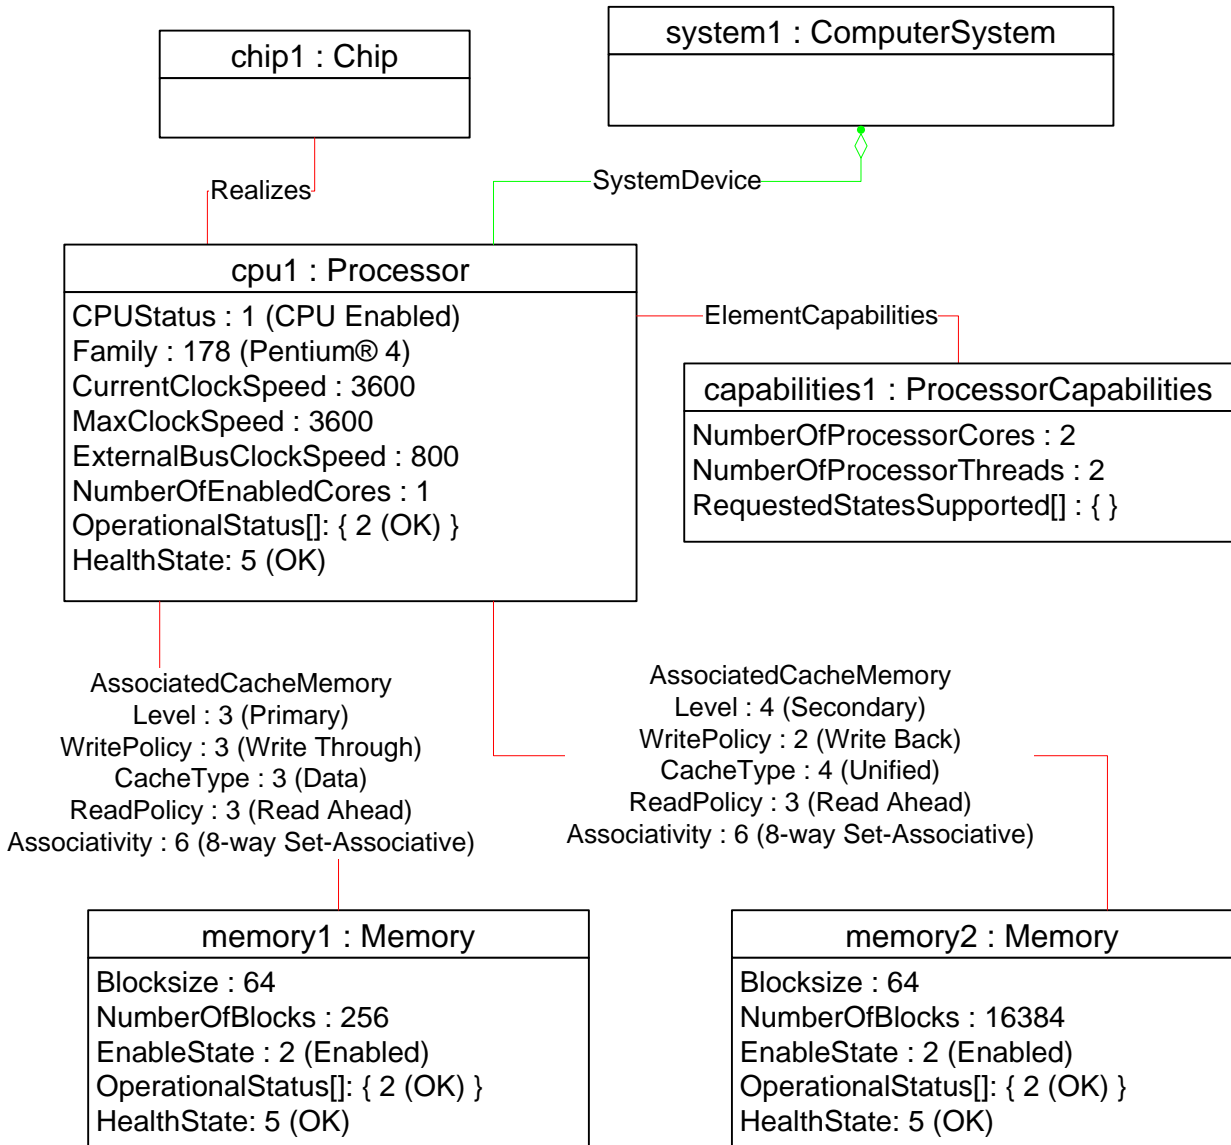 chip1 : Chip
system1 : ComputerSystem
Realizes
SystemDevice
cpu1 : Processor
CPUStatus : 1 (CPU Enabled)
Family : 178 (Pentium® 4)
CurrentClockSpeed : 3600
MaxClockSpeed : 3600
ExternalBusClockSpeed : 800
NumberOfEnabledCores : 1
OperationalStatus[]: { 2 (OK) }
HealthState: 5 (OK)
ElementCapabilities
capabilities1 : ProcessorCapabilities
NumberOfProcessorCores : 2
NumberOfProcessorThreads : 2
RequestedStatesSupported[] : { }
AssociatedCacheMemory
Level : 3 (Primary)
WritePolicy : 3 (Write Through)
CacheType : 3 (Data)
ReadPolicy : 3 (Read Ahead)
Associativity : 6 (8-way Set-Associative)
AssociatedCacheMemory
Level : 4 (Secondary)
WritePolicy : 2 (Write Back)
CacheType : 4 (Unified)
ReadPolicy : 3 (Read Ahead)
Associativity : 6 (8-way Set-Associative)
memory1 : Memory
Blocksize : 64
NumberOfBlocks : 256
EnableState : 2 (Enabled)
OperationalStatus[]: { 2 (OK) }
HealthState: 5 (OK)
memory2 : Memory
Blocksize : 64
NumberOfBlocks : 16384
EnableState : 2 (Enabled)
OperationalStatus[]: { 2 (OK) }
HealthState: 5 (OK)